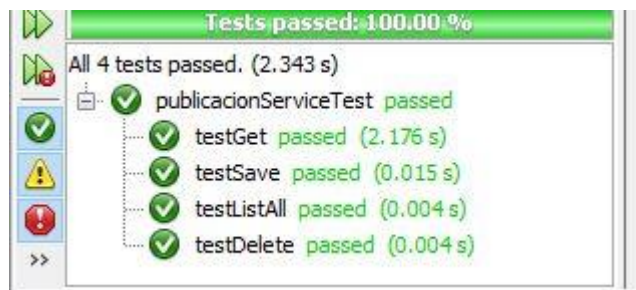 Tests passed: 100.00 %
All 4 tests passed. (2.343 s)
publicacionServiceTest passed
testGet passed (2.176 s)
testSave passed (0.015 s)
testListAll passed (0.004 s)
testDelete passed (0.004 s)
>>